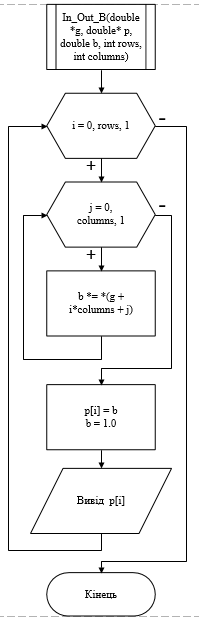 In_Out_B(double
*g, double* p,
double b, int rows,
int columns)
i = 0, rows, 1
-
+
j = 0,
columns, 1
-
+
b *= *(g +
i*columns + j)
p[i] = b
b = 1.0
Вивід p[i]
Кінець